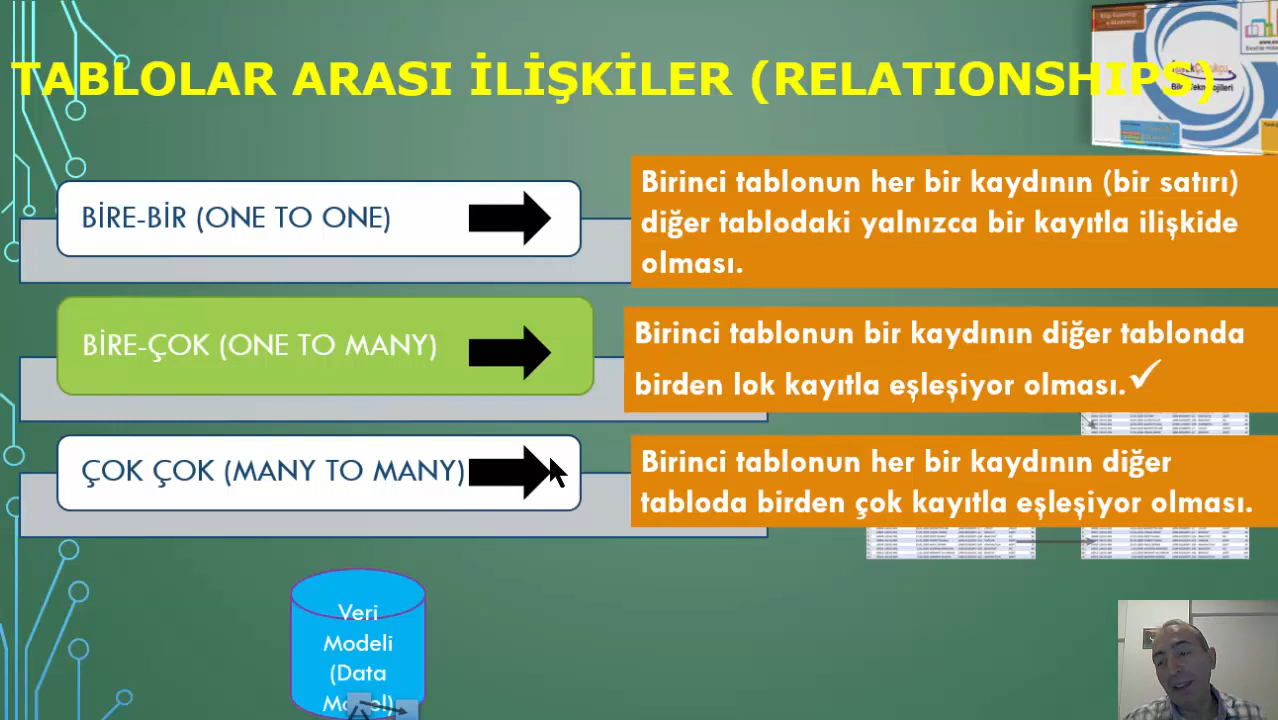 TABLOLAR ARASI İLİŞKİLER (RELATIONSHIPS)
BİRE-BİR (ONE TO ONE)
Birinci tablonun her bir kaydının (bir satırı)
diğer tablodaki yalnızca bir kayıtla ilişkide
olması.
BİRE-ÇOK (ONE TO MANY)
Birinci tablonun bir kaydının diğer tablonda
birden lok kayıtla eşleşiyor olması.✓
ÇOK ÇOK (MANY TO MANY)
Birinci tablonun her bir kaydının diğer
tabloda birden çok kayıtla eşleşiyor olması.
Veri
Modeli
(Data